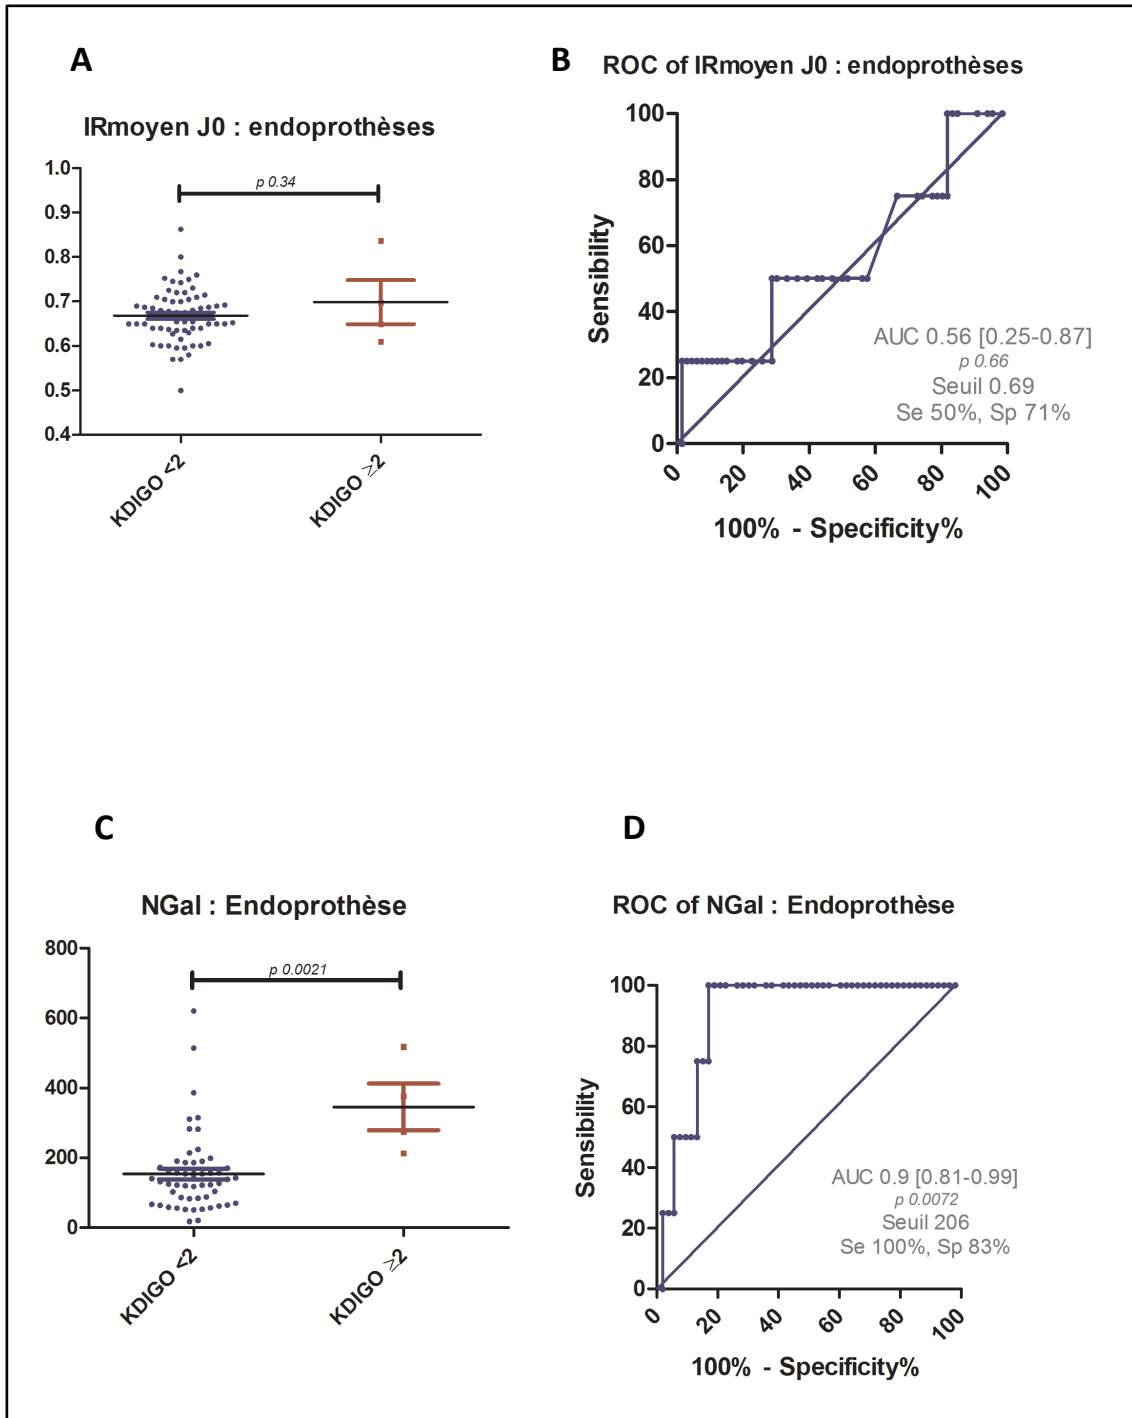 A
IRmoyen J0 : endoprothèses
1.0
0.9
0.8
0.7
0.6
0.5
0.4
p 0.34
KDIGO <2
KDIGO ≥2
B
ROC of IRmoyen J0 : endoprothèses
100
80
60
40
20
0
Sensibility
AUC 0.56 [0.25-0.87]
p 0.66
Seuil 0.69
Se 50%, Sp 71%
0
20
40
60
80
100
100% - Specificity%
C
NGal : Endoprothèse
800
600
400
200
0
p 0.0021
KDIGO <2
KDIGO ≥2
D
ROC of NGal : Endoprothèse
100
80
60
40
20
0
Sensibility
AUC 0.9 [0.81-0.99]
p 0.0072
Seuil 206
Se 100%, Sp 83%
0
20
40
60
80
100
100% - Specificity%